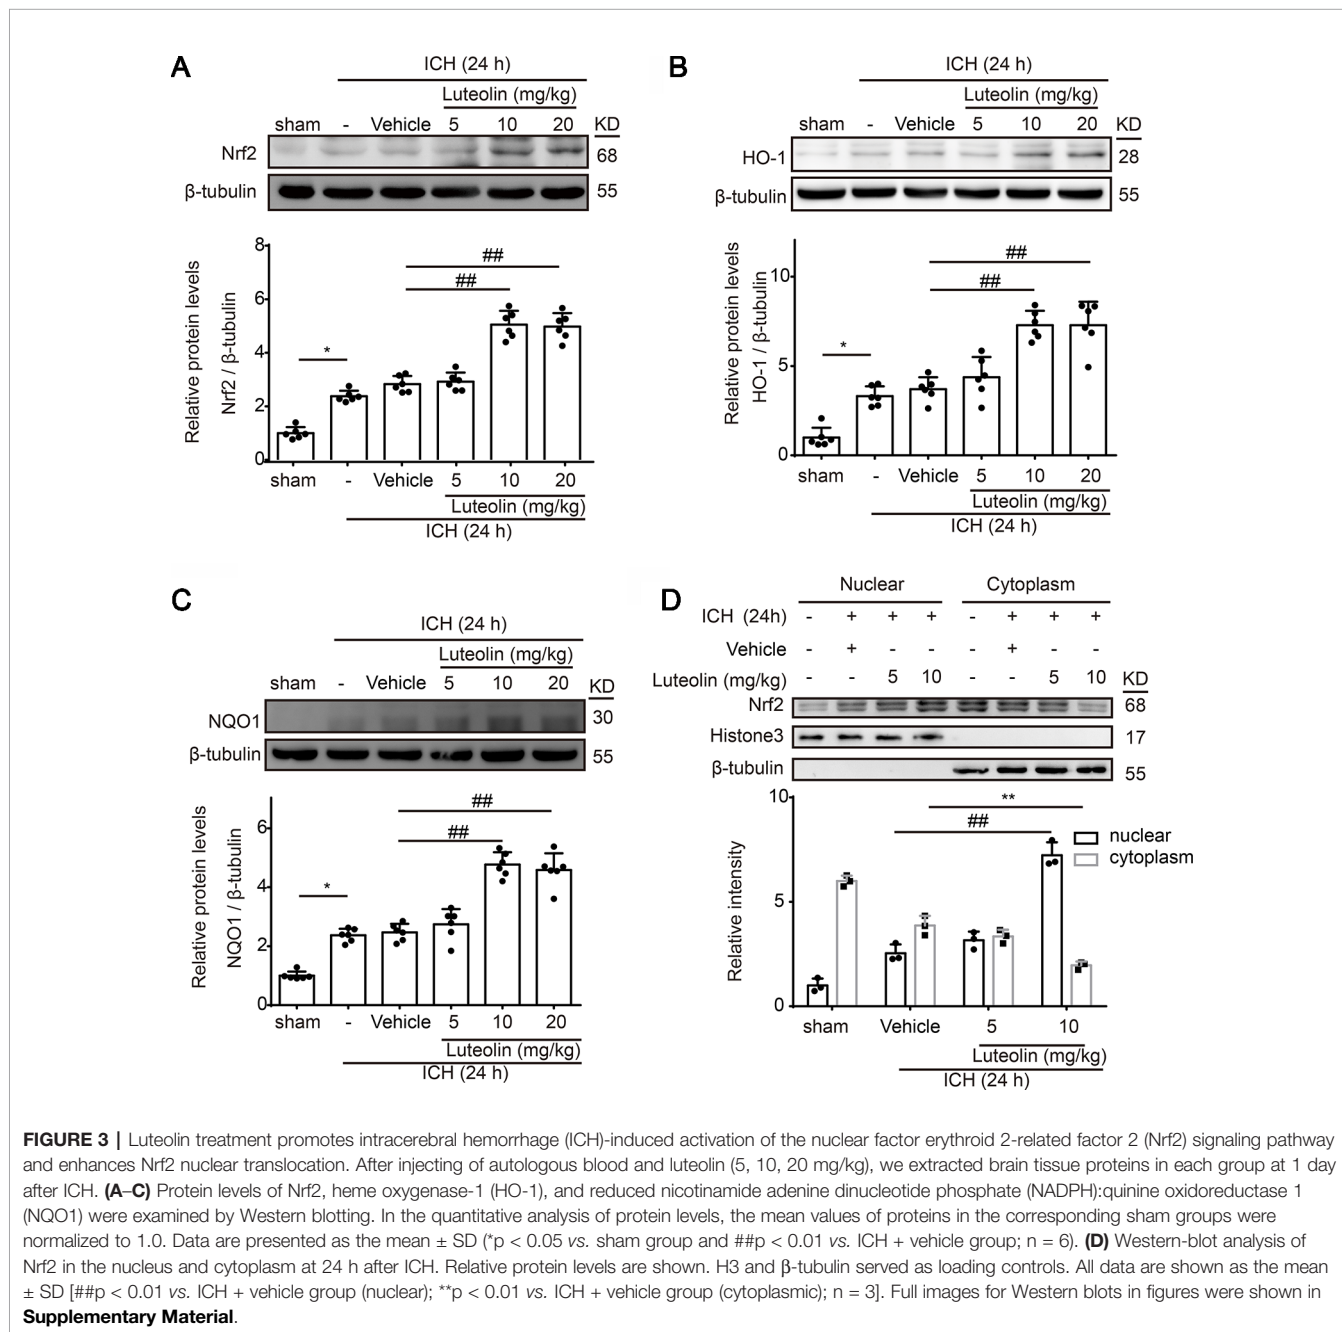 A
ICH (24 h)
Luteolin (mg/kg)
sham - Vehicle 5 10 20 KD
Nrf2 68
β-tubulin 55
Relative protein levels
Nrf2 / β-tubulin
8
6
4
2
0
*
##
##
sham - Vehicle 5 10 20
Luteolin (mg/kg)
ICH (24 h)
B
ICH (24 h)
Luteolin (mg/kg)
sham - Vehicle 5 10 20 KD
HO-1 28
β-tubulin 55
Relative protein levels
HO-1 / β-tubulin
10
5
0
*
##
##
sham - Vehicle 5 10 20
Luteolin (mg/kg)
ICH (24 h)
C
ICH (24 h)
Luteolin (mg/kg)
sham - Vehicle 5 10 20 KD
NQO1 30
β-tubulin 55
Relative protein levels
NQO1 / β-tubulin
6
4
2
0
*
##
##
sham - Vehicle 5 10 20
Luteolin (mg/kg)
ICH (24 h)
D
Nuclear Cytoplasm
ICH (24h) - + + + - + + +
Vehicle - + - - - + - -
Luteolin (mg/kg) - - 5 10 - - 5 10 KD
Nrf2 68
Histone3 17
β-tubulin 55
Relative intensity
10
5
0
**
##
nuclear
cytoplasm
sham Vehicle 5 10
Luteolin (mg/kg)
ICH (24 h)
FIGURE 3 | Luteolin treatment promotes intracerebral hemorrhage (ICH)-induced activation of the nuclear factor erythroid 2-related factor 2 (Nrf2) signaling pathway
and enhances Nrf2 nuclear translocation. After injecting of autologous blood and luteolin (5, 10, 20 mg/kg), we extracted brain tissue proteins in each group at 1 day
after ICH. (A–C) Protein levels of Nrf2, heme oxygenase-1 (HO-1), and reduced nicotinamide adenine dinucleotide phosphate (NADPH):quinine oxidoreductase 1
(NQO1) were examined by Western blotting. In the quantitative analysis of protein levels, the mean values of proteins in the corresponding sham groups were
normalized to 1.0. Data are presented as the mean ± SD (*p < 0.05 vs. sham group and ##p < 0.01 vs. ICH + vehicle group; n = 6). (D) Western-blot analysis of
Nrf2 in the nucleus and cytoplasm at 24 h after ICH. Relative protein levels are shown. H3 and β-tubulin served as loading controls. All data are shown as the mean
± SD [##p < 0.01 vs. ICH + vehicle group (nuclear); **p < 0.01 vs. ICH + vehicle group (cytoplasmic); n = 3]. Full images for Western blots in figures were shown in
Supplementary Material.